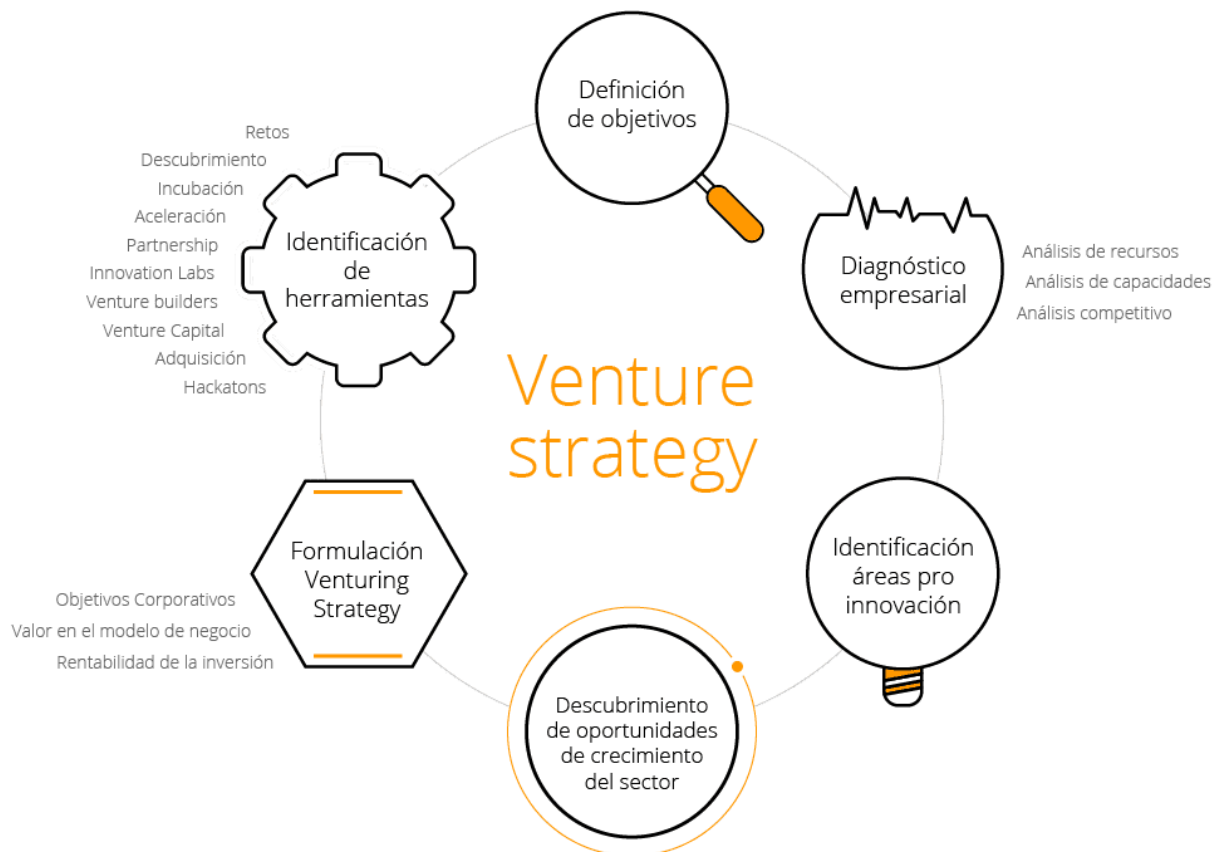 Definición
de objetivos
Retos
Descubrimiento
Incubación
Aceleración
Partnership
Innovation Labs
Venture builders
Venture Capital
Adquisición
Hackatons
Identificación
de
herramientas
Diagnóstico
empresarial
Análisis de recursos
Análisis de capacidades
Análisis competitivo
Venture
strategy
Formulación
Venturing
Strategy
Objetivos Corporativos
Valor en el modelo de negocio
Rentabilidad de la inversión
Identificación
áreas pro
innovación
Descubrimiento
de oportunidades
de crecimiento
del sector